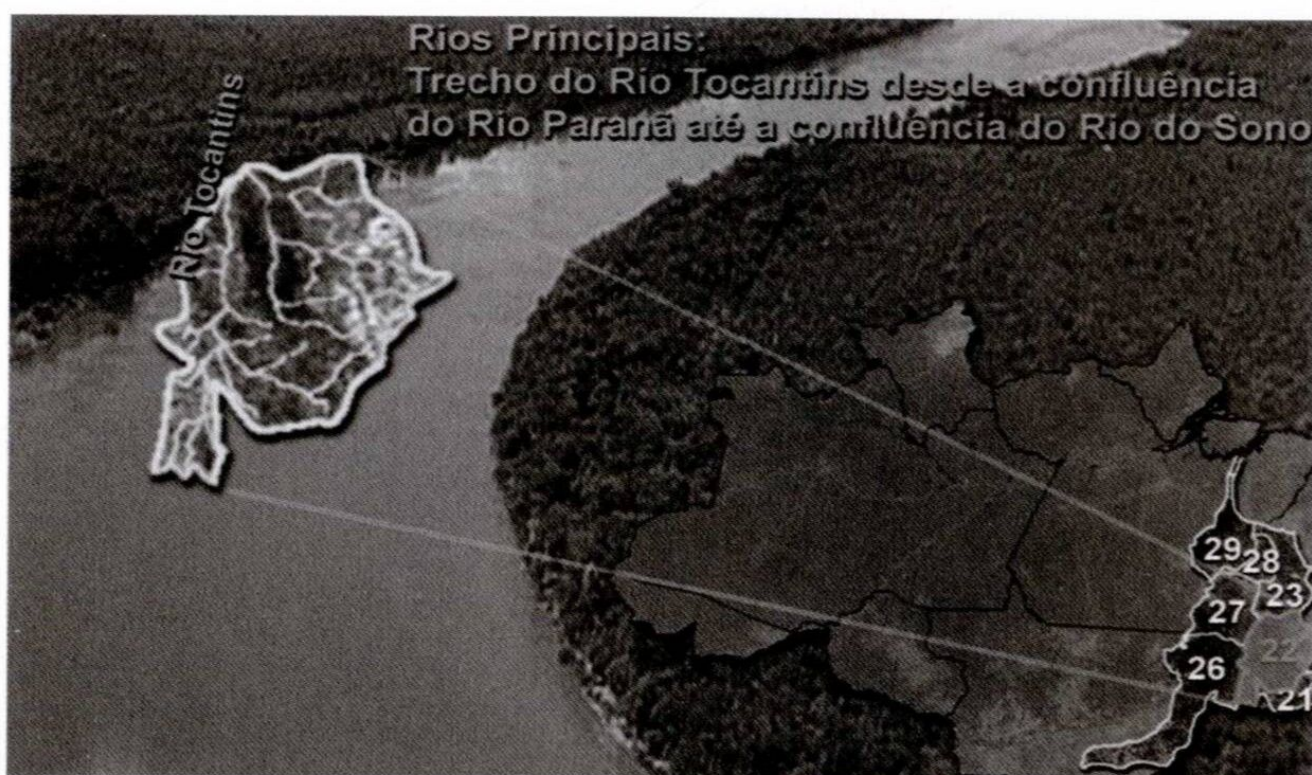 Rios Principais:
Trecho do Rio Tocantins desde a confluência
do Rio Paranã até a confluência do Rio do Sono
Rio Tocantins
29
28
23
27
22
26
21